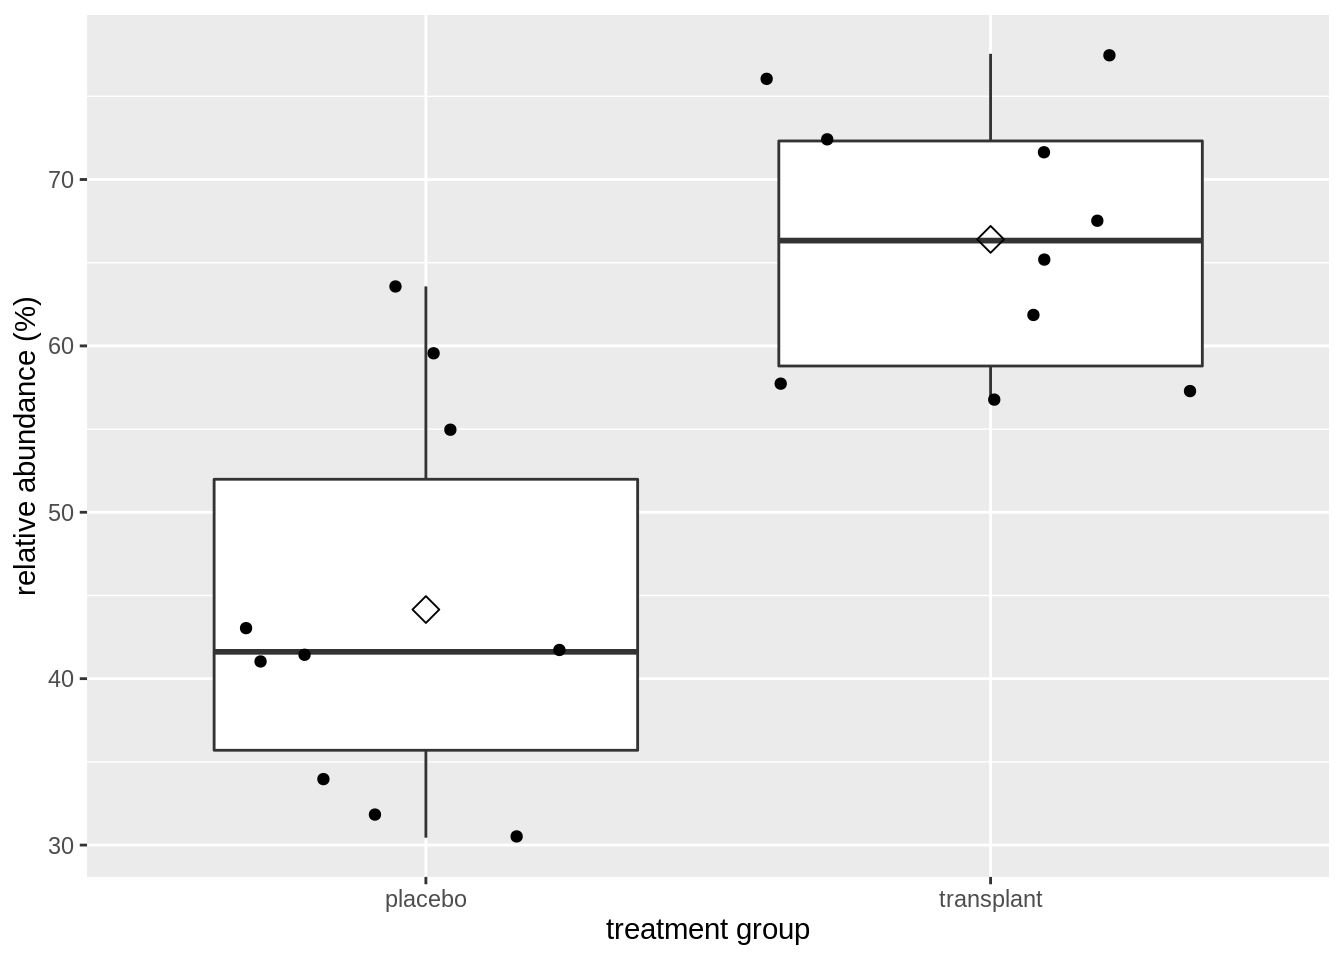 relative abundance (%)
70
60
50
40
30
placebo
transplant
treatment group